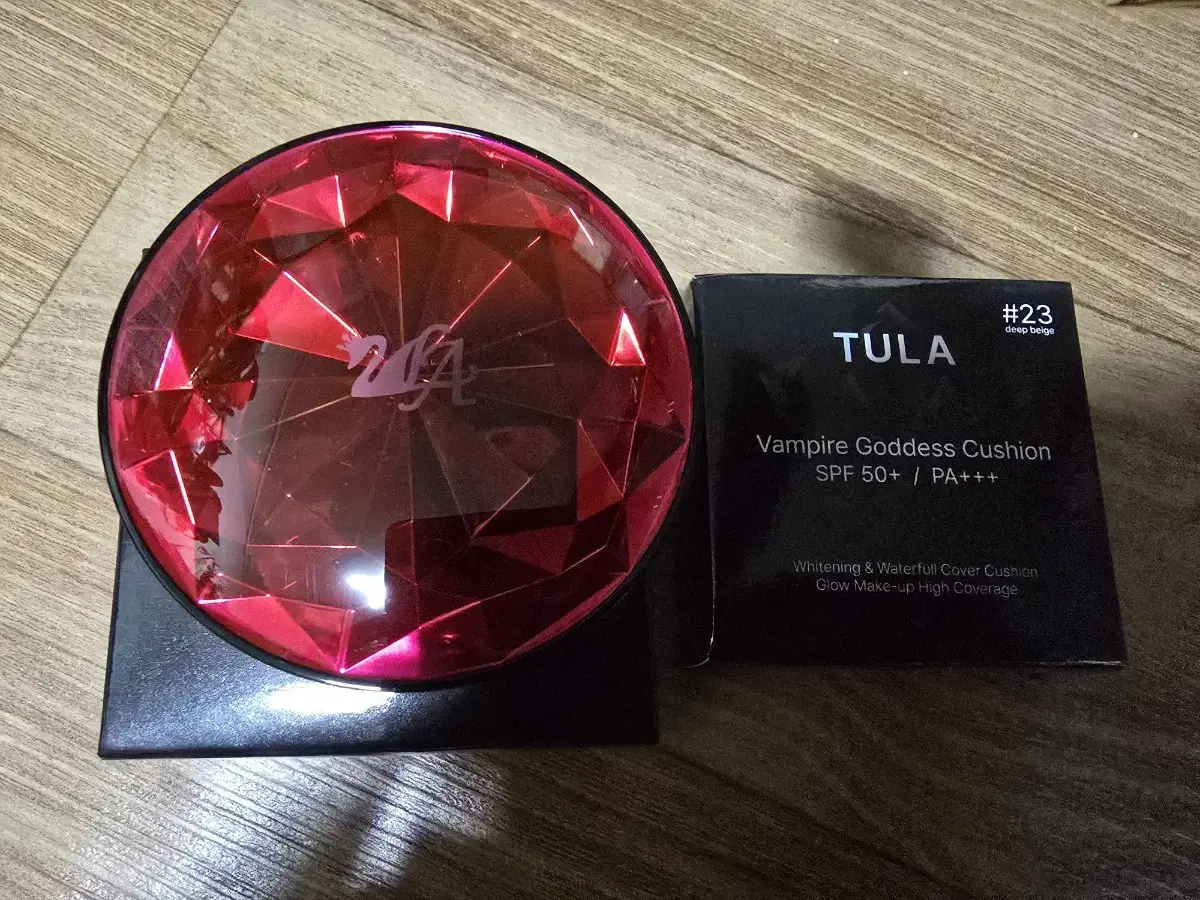 #23
deep beige
TULA
Vampire Goddess Cushion
SPF 50+ / PA+++
Whitening & Waterfull Cover Cushion
Glow Make-up High Coverage